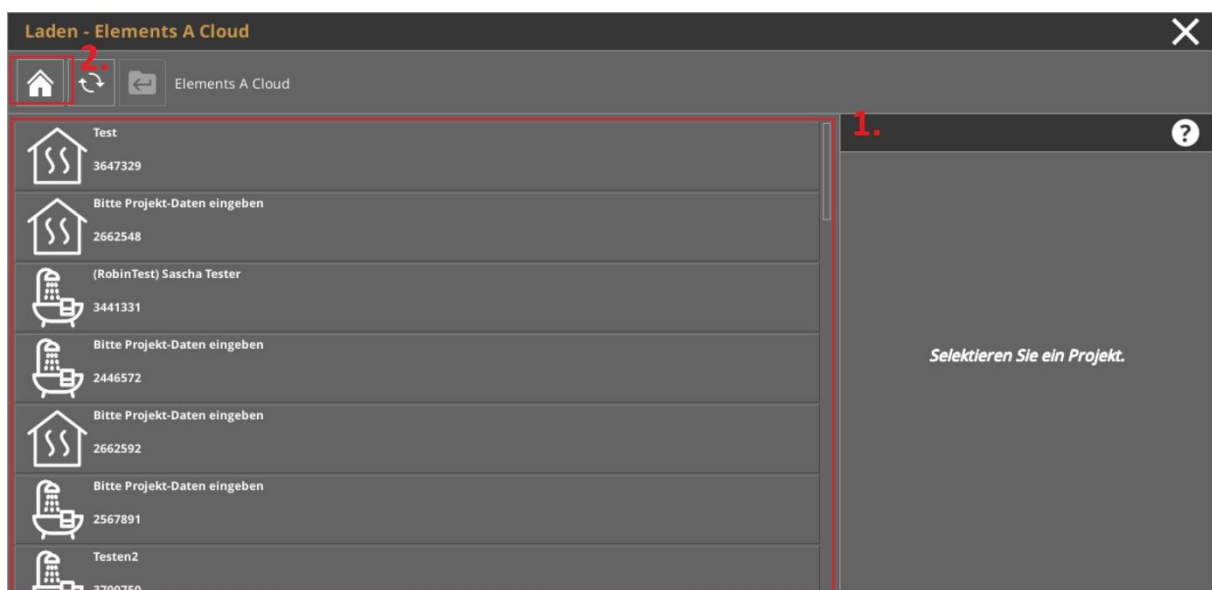 Laden - Elements A Cloud
2.
Elements A Cloud
1.
?
Test
3647329
Bitte Projekt-Daten eingeben
2662548
(RobinTest) Sascha Tester
3441331
Bitte Projekt-Daten eingeben
2446572
Selektieren Sie ein Projekt.
Bitte Projekt-Daten eingeben
2662592
Bitte Projekt-Daten eingeben
2567891
Testen2
3700750